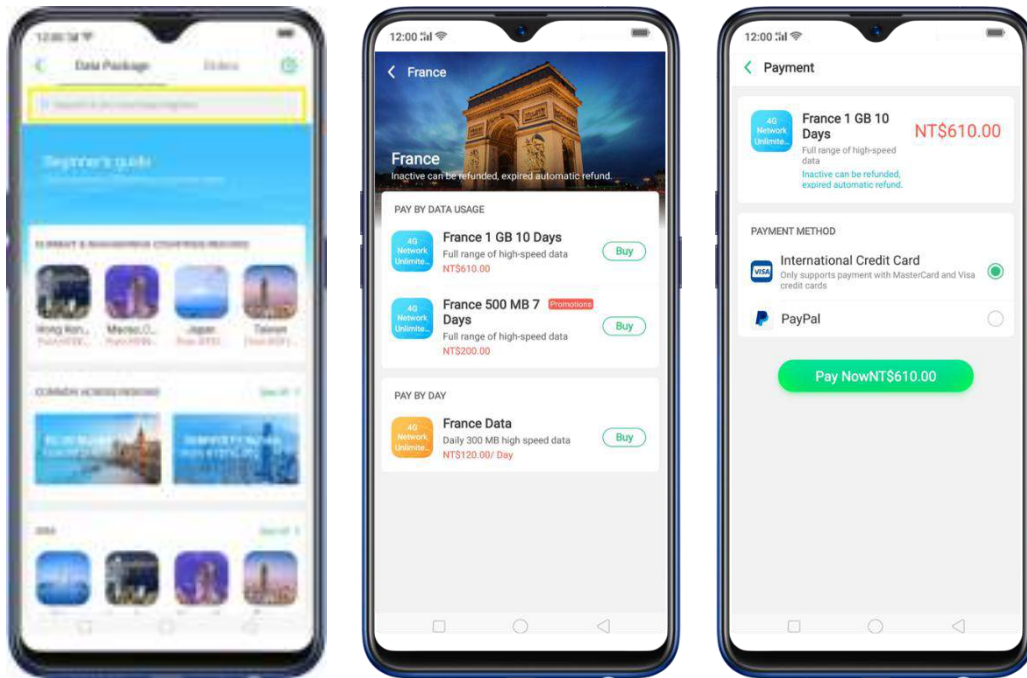 12:00
Data Package
Orders
Beginner's guide
Hong Kon..
Macao,C..
Japan
Taiwan
See all
See all
12:00
France
France
Inactive can be refunded, expired automatic refund.
PAY BY DATA USAGE
4G
Network
Unlimite...
France 1 GB 10 Days
Full range of high-speed data
NT$610.00
Buy
4G
Network
Unlimite...
France 500 MB 7
Promotions
Days
Full range of high-speed data
NT$200.00
Buy
PAY BY DAY
4G
Network
Unlimite...
France Data
Daily 300 MB high speed data
NT$120.00/ Day
Buy
12:00
Payment
4G
Network
Unlimite...
France 1 GB 10
Days
Full range of high-speed
data
Inactive can be refunded,
expired automatic refund.
NT$610.00
PAYMENT METHOD
VISA
International Credit Card
Only supports payment with MasterCard and Visa
credit cards
PayPal
Pay NowNT$610.00